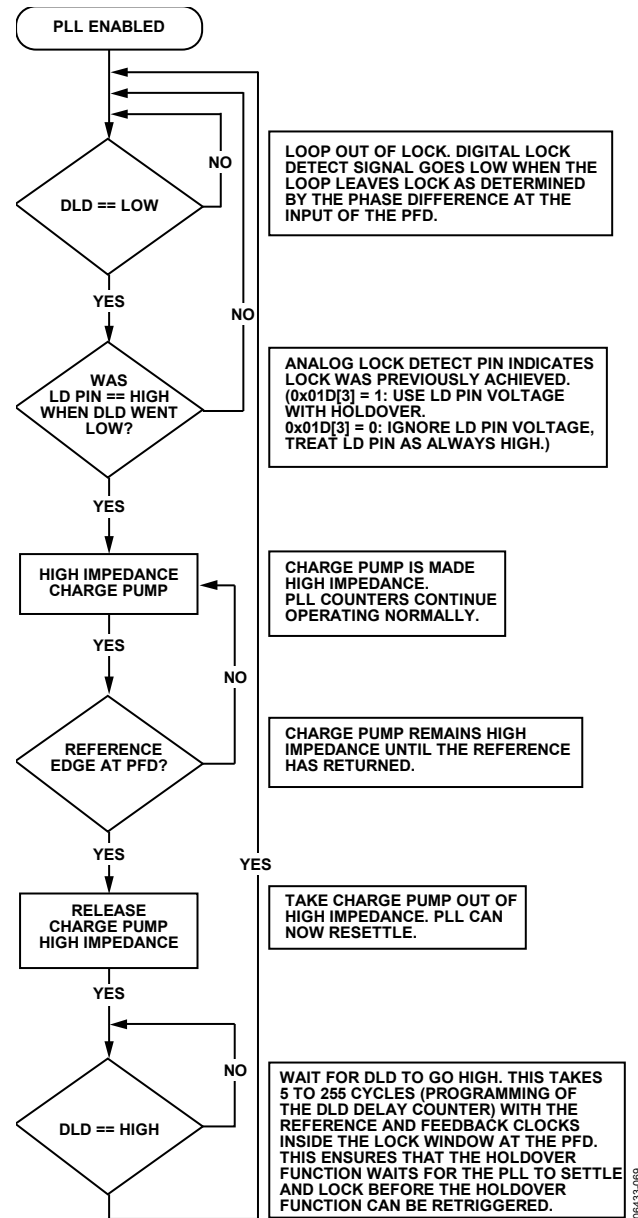 PLL ENABLED
NO
DLD == LOW
LOOP OUT OF LOCK. DIGITAL LOCK
DETECT SIGNAL GOES LOW WHEN THE
LOOP LEAVES LOCK AS DETERMINED
BY THE PHASE DIFFERENCE AT THE
INPUT OF THE PFD.
YES
NO
WAS
LD PIN == HIGH
WHEN DLD WENT
LOW?
ANALOG LOCK DETECT PIN INDICATES
LOCK WAS PREVIOUSLY ACHIEVED.
(0x01D[3] = 1: USE LD PIN VOLTAGE
WITH HOLDOVER.
0x01D[3] = 0: IGNORE LD PIN VOLTAGE,
TREAT LD PIN AS ALWAYS HIGH.)
YES
HIGH IMPEDANCE
CHARGE PUMP
CHARGE PUMP IS MADE
HIGH IMPEDANCE.
PLL COUNTERS CONTINUE
OPERATING NORMALLY.
YES
NO
REFERENCE
EDGE AT PFD?
CHARGE PUMP REMAINS HIGH
IMPEDANCE UNTIL THE REFERENCE
HAS RETURNED.
YES
YES
RELEASE
CHARGE PUMP
HIGH IMPEDANCE
TAKE CHARGE PUMP OUT OF
HIGH IMPEDANCE. PLL CAN
NOW RESETTLE.
YES
NO
DLD == HIGH
WAIT FOR DLD TO GO HIGH. THIS TAKES
5 TO 255 CYCLES (PROGRAMMING OF
THE DLD DELAY COUNTER) WITH THE
REFERENCE AND FEEDBACK CLOCKS
INSIDE THE LOCK WINDOW AT THE PFD.
THIS ENSURES THAT THE HOLDOVER
FUNCTION WAITS FOR THE PLL TO SETTLE
AND LOCK BEFORE THE HOLDOVER
FUNCTION CAN BE RETRIGGERED.
06433-069